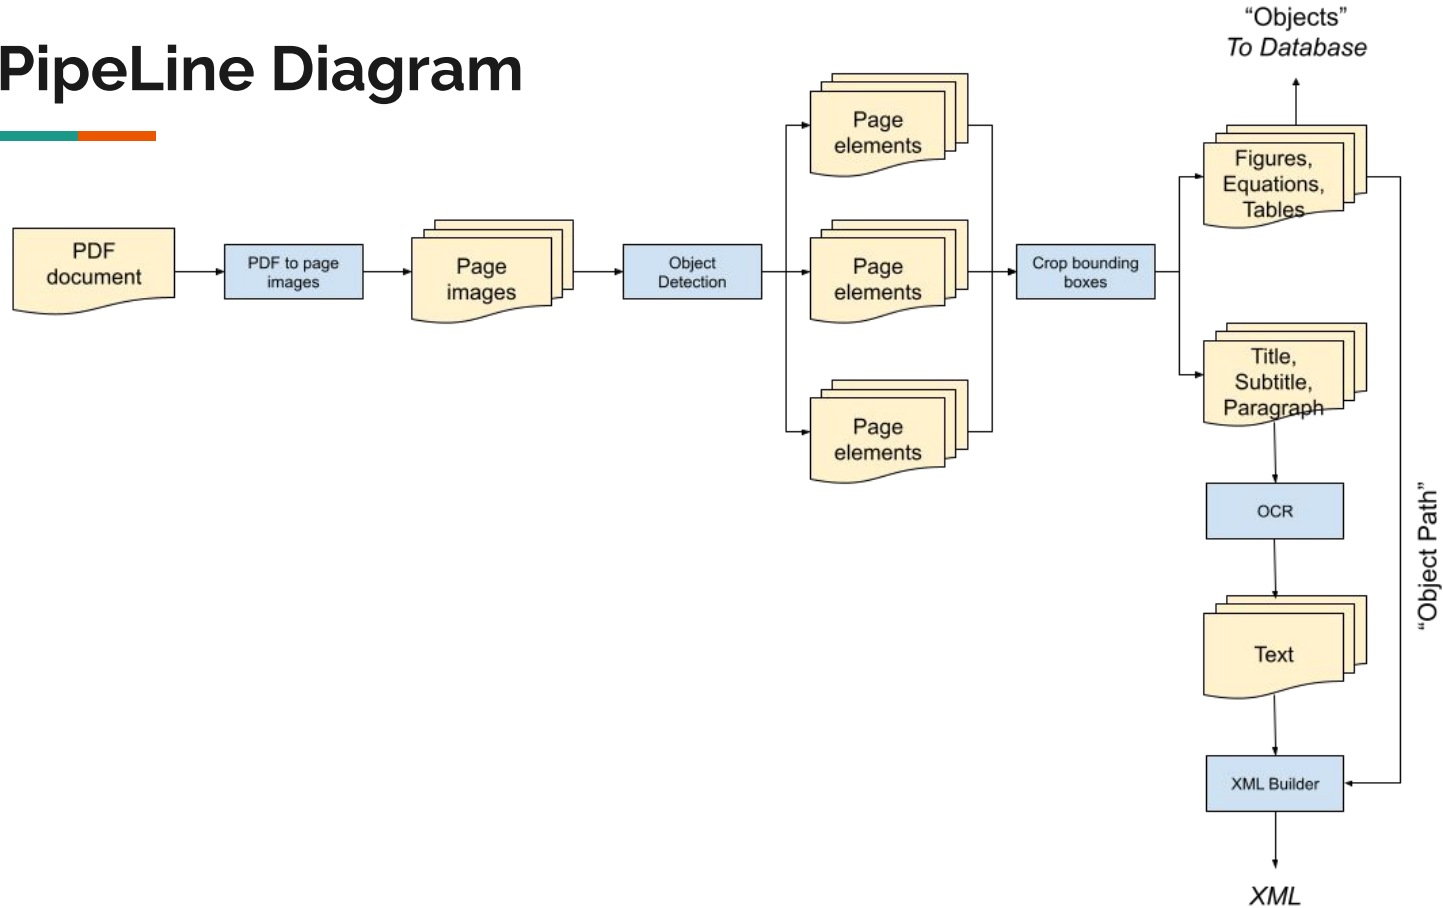 PipeLine Diagram
“Objects”
To Database
PDF
document
PDF to page
images
Page
images
Object
Detection
Page
elements
Page
elements
Page
elements
Crop bounding
boxes
Figures,
Equations,
Tables
Title,
Subtitle,
Paragraph
OCR
Text
XML Builder
XML
“Object Path”